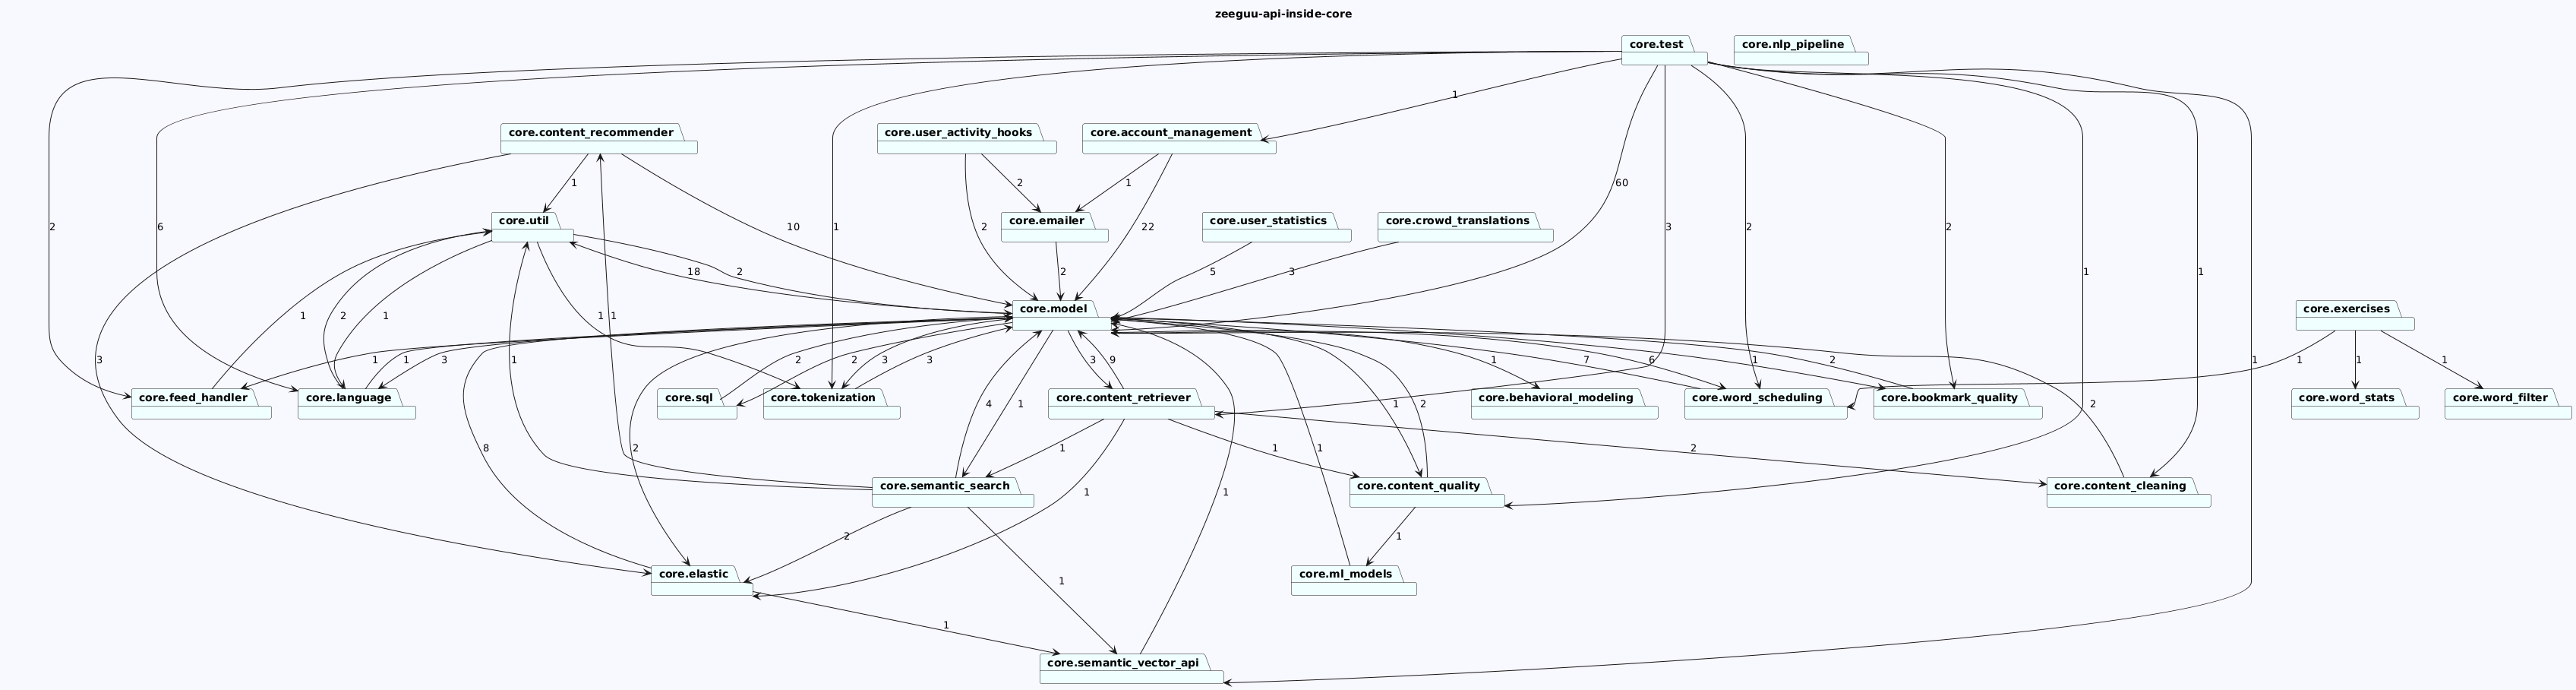 zeeguu-api-inside-core
core.test
core.nlp_pipeline
1
core.content_recommender
core.user_activity_hooks
core.account_management
1
2
1
60
core.util
core.emailer
core.user_statistics
core.crowd_translations
2
6
10
1
2
22
3
2
2
18
2
2
5
3
1
1
core.model
core.exercises
2
1
1
1
3
1
1
3
1
2
2
3
3
3
9
1
7
6
1
2
1
1
1
core.feed_handler
core.language
core.sql
core.tokenization
core.content_retriever
core.behavioral_modeling
core.word_scheduling
core.bookmark_quality
core.word_stats
core.word_filter
4
1
1
2
2
8
2
1
1
1
2
core.semantic_search
core.content_quality
core.content_cleaning
1
1
2
1
core.elastic
core.ml_models
1
1
core.semantic_vector_api